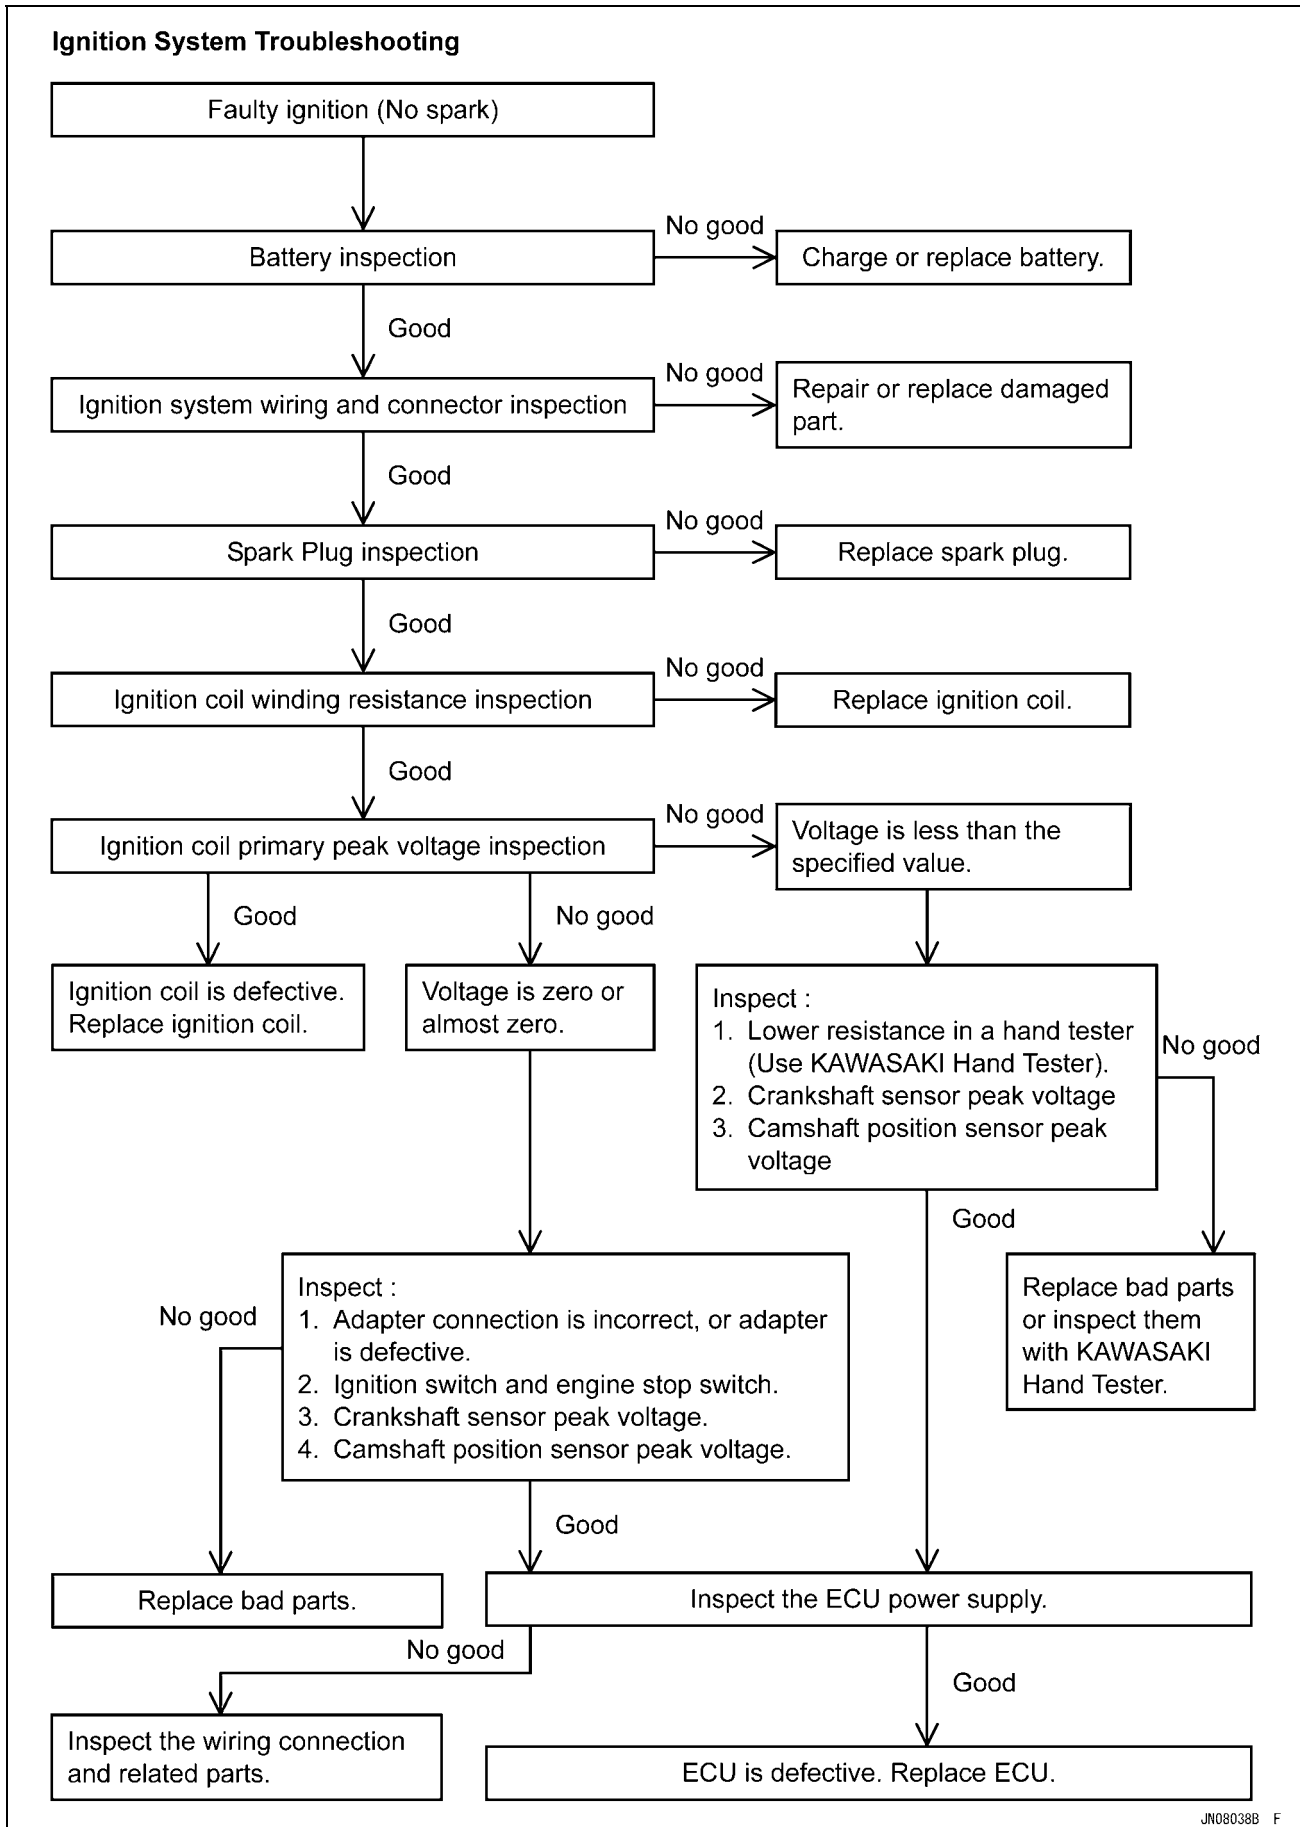 Ignition System Troubleshooting
Faulty ignition (No spark)
No good
Battery inspection
Charge or replace battery.
Good
No good
Ignition system wiring and connector inspection
Repair or replace damaged
part.
Good
No good
Spark Plug inspection
Replace spark plug.
Good
No good
Ignition coil winding resistance inspection
Replace ignition coil.
Good
No good
Ignition coil primary peak voltage inspection
Voltage is less than the
specified value.
Good
No good
Ignition coil is defective.
Replace ignition coil.
Voltage is zero or
almost zero.
Inspect :
1. Lower resistance in a hand tester
(Use KAWASAKI Hand Tester).
2. Crankshaft sensor peak voltage
3. Camshaft position sensor peak
voltage
No good
Good
Replace bad parts
or inspect them
with KAWASAKI
Hand Tester.
No good
Inspect :
1. Adapter connection is incorrect, or adapter
is defective.
2. Ignition switch and engine stop switch.
3. Crankshaft sensor peak voltage.
4. Camshaft position sensor peak voltage.
Good
Replace bad parts.
Inspect the ECU power supply.
No good
Good
Inspect the wiring connection
and related parts.
ECU is defective. Replace ECU.
JN08038B F